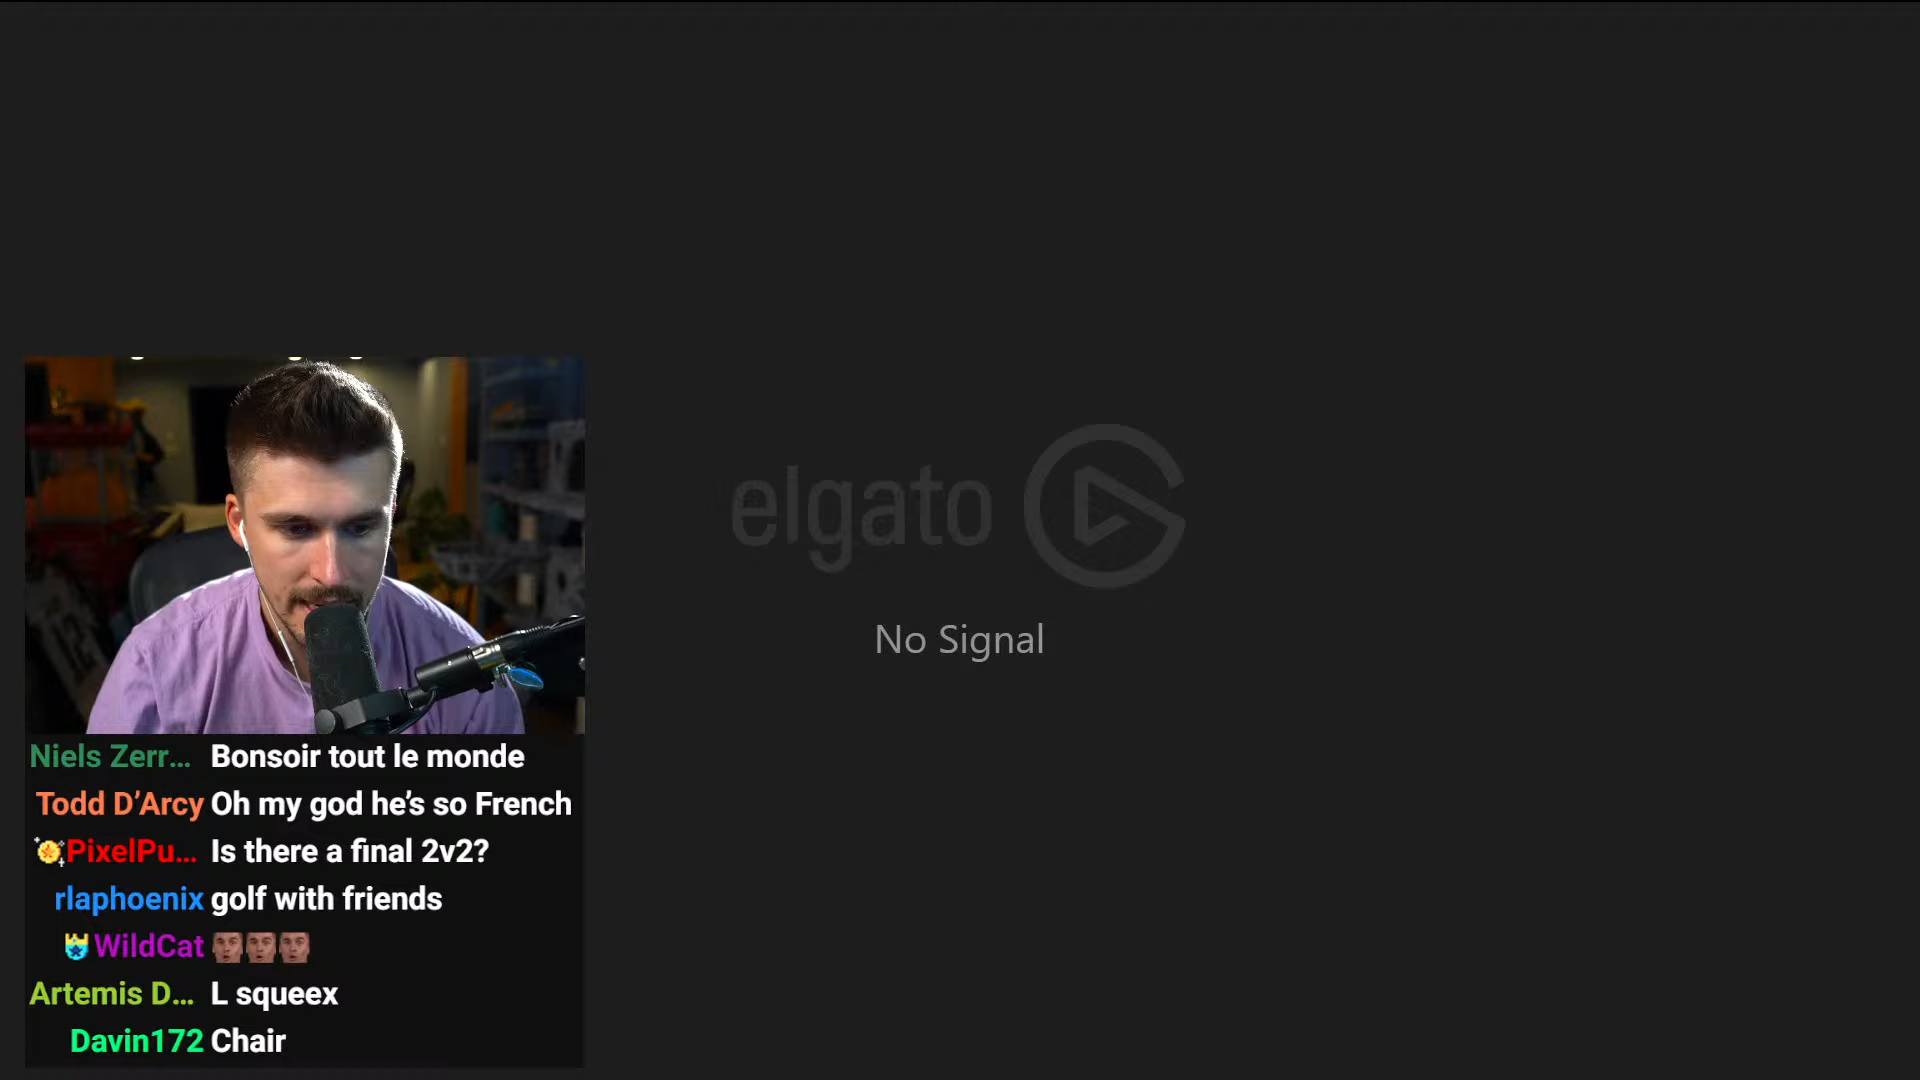 elgato
No Signal
Niels Zerr... Bonsoir tout le monde
Todd D’Arcy Oh my god he’s so French
PixelPu... Is there a final 2v2?
rlaphoenix golf with friends
WildCat
Artemis D... L squeex
Davin172 Chair